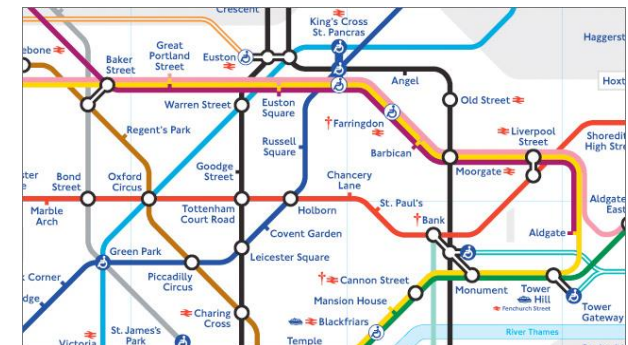 Crescent
King's Cross
St. Pancras
Haggerst
ebone
Baker
Street
Great
Portland
Street
Euston
Angel
Hoxt
Warren Street
Euston
Square
Old Street
Farringdon
Liverpool
Street
Shoredit
High Stre
Regent's Park
Russell
Square
Barbican
Moorgate
Goodge
Street
ster
Bond
Street
Oxford
Circus
Chancery
Lane
Marble
Arch
Tottenham
Court Road
Holborn
St. Paul's
Bank
Aldgate
East
Aldgate
Covent Garden
Green Park
Leicester Square
Corner
Piccadilly
Circus
Cannon Street
Mansion House
Monument
Tower
Hill
Fenchurch Street
Tower
Gateway
dge
Charing
Cross
Blackfriars
St. James's
Park
Victoria
Temple
River Thames